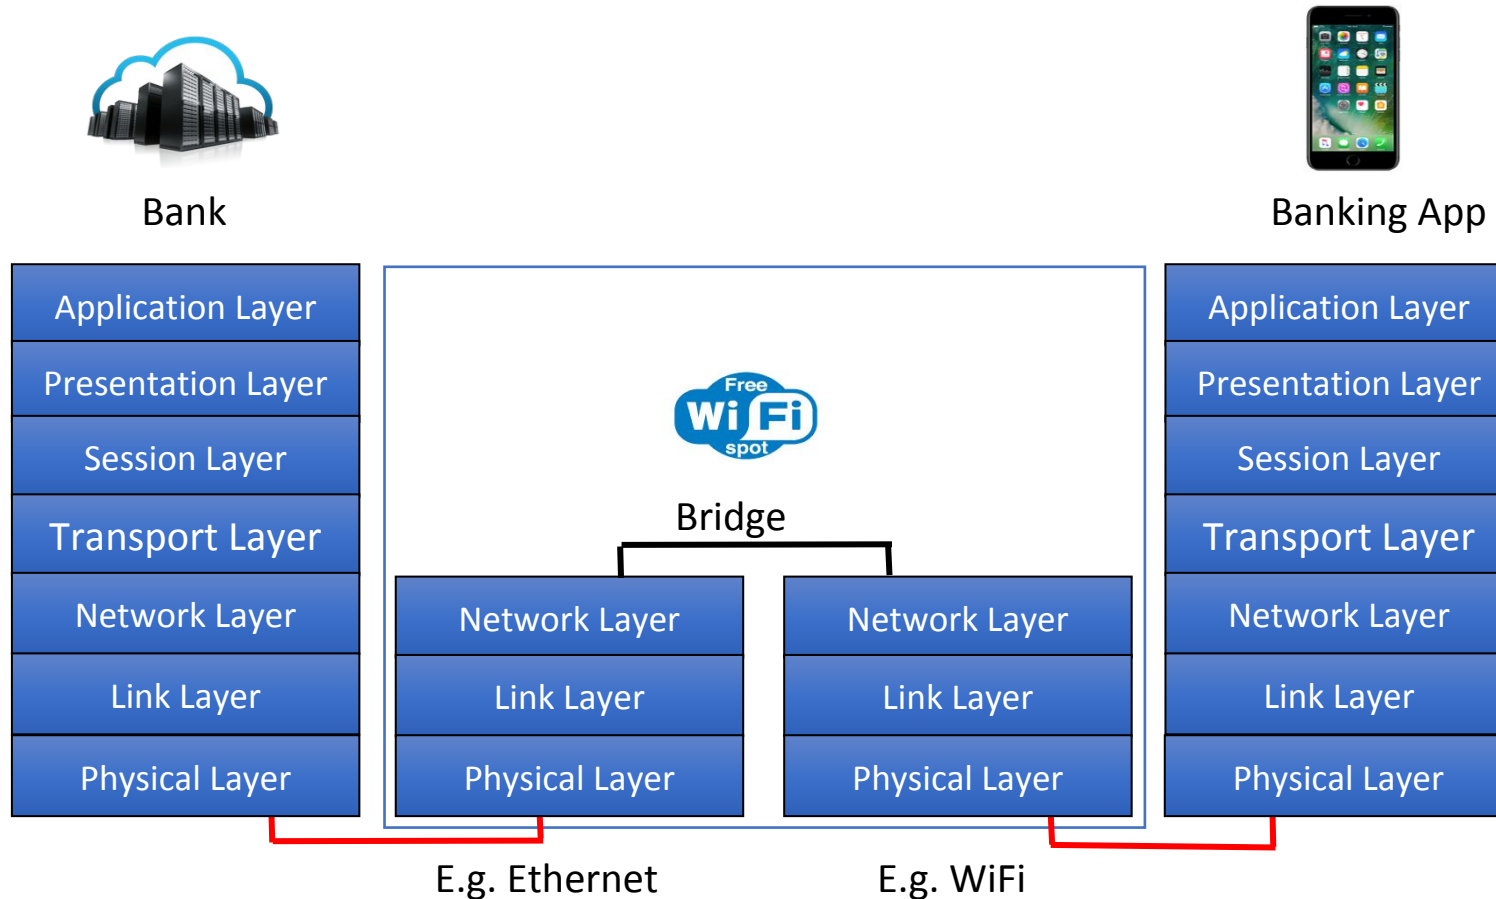 Bank
Banking App
Application Layer
Presentation Layer
Session Layer
Transport Layer
Network Layer
Link Layer
Physical Layer
Free
WiFi
spot
Bridge
Network Layer
Link Layer
Physical Layer
Network Layer
Link Layer
Physical Layer
Application Layer
Presentation Layer
Session Layer
Transport Layer
Network Layer
Link Layer
Physical Layer
E.g. Ethernet
E.g. WiFi